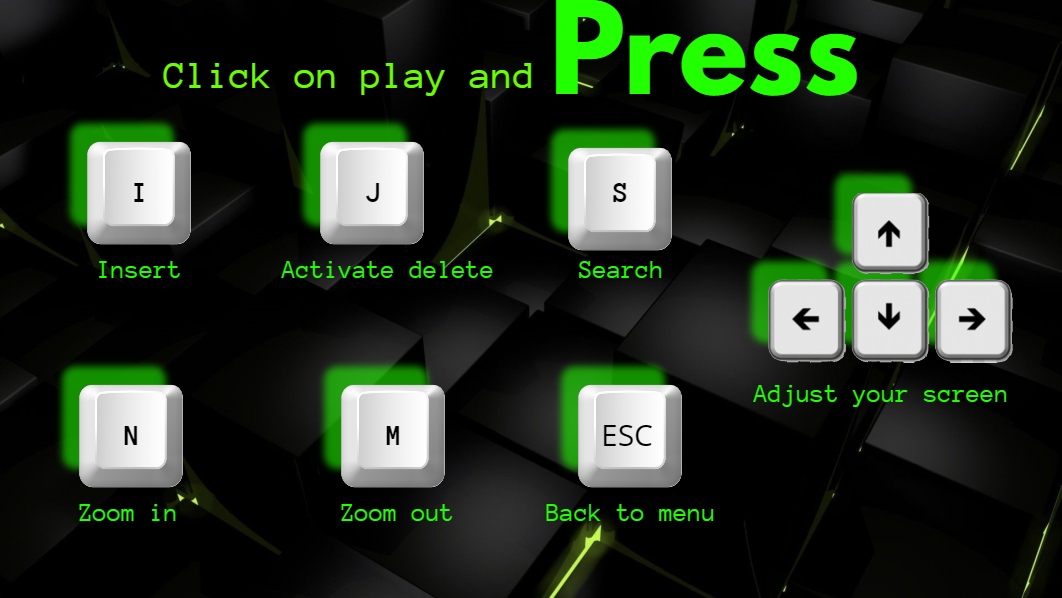 Click on play and Press
I
J
S
Insert
Activate delete
Search
↑
← ↓ →
Adjust your screen
N
M
ESC
Zoom in
Zoom out
Back to menu